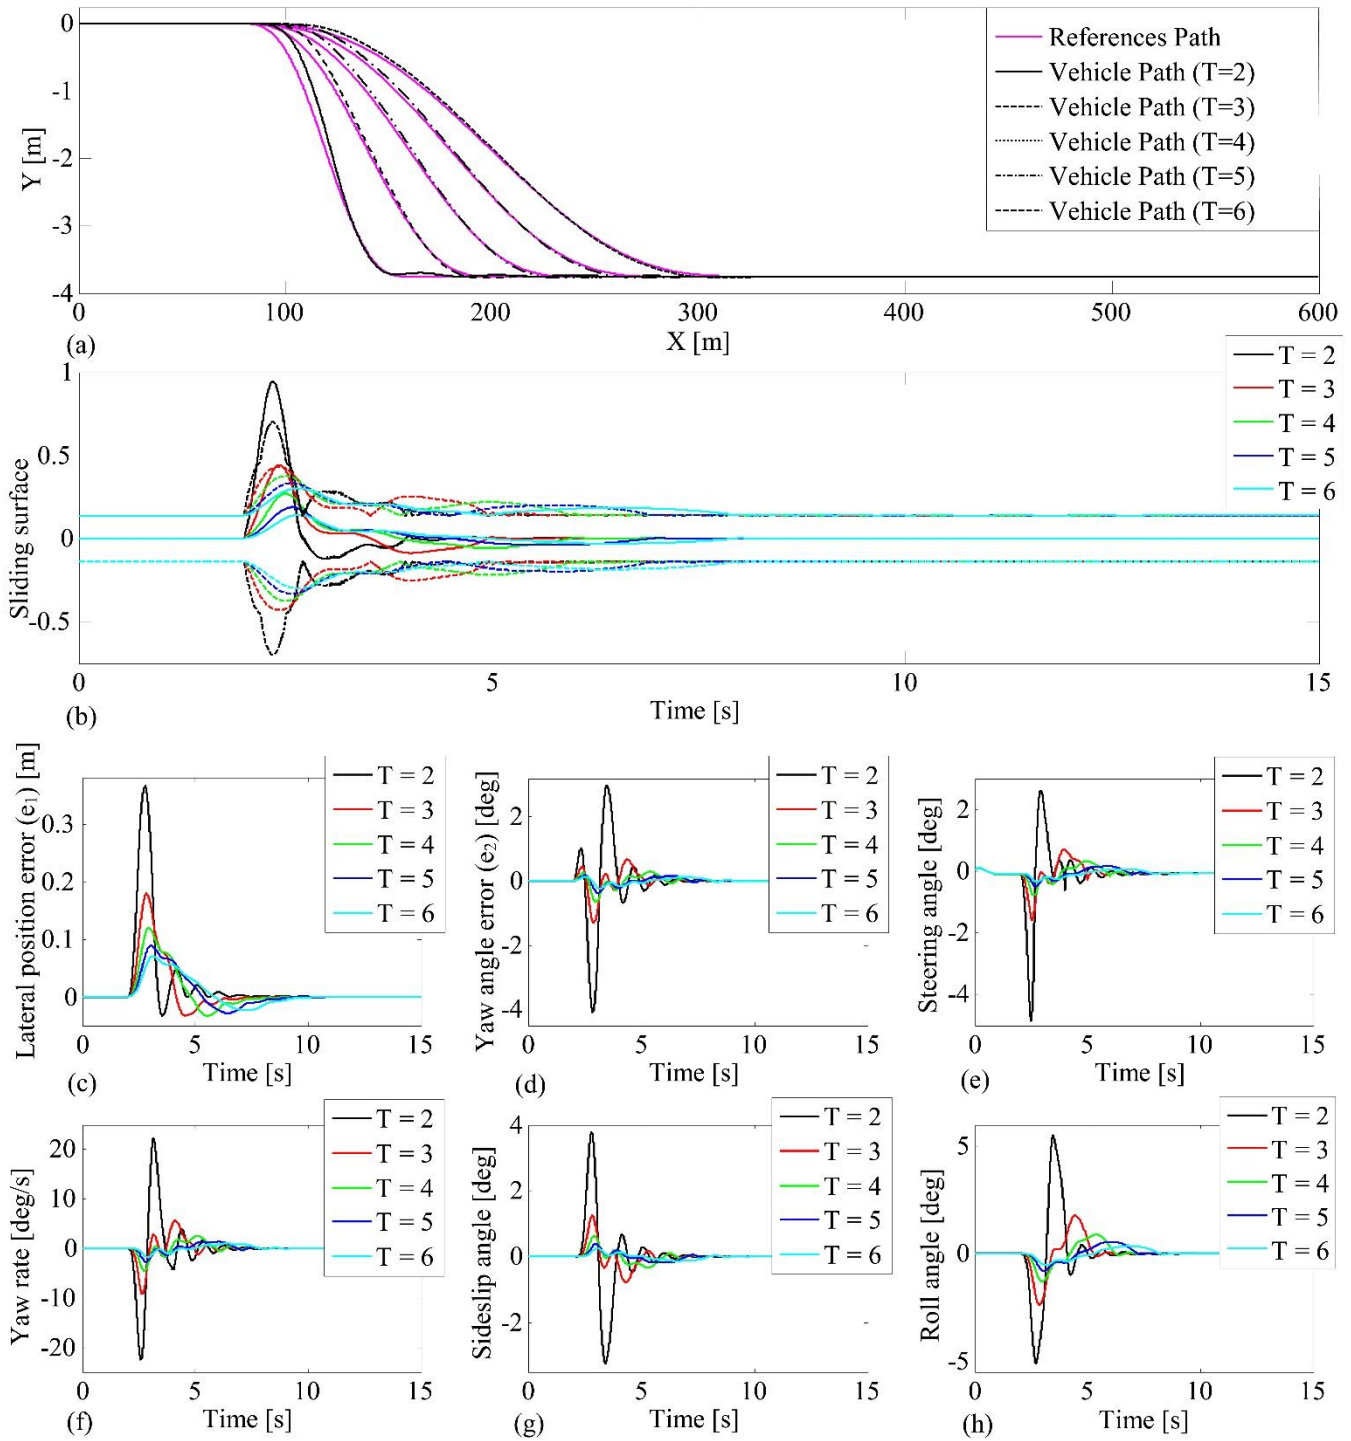 0
-1
-2
-3
-4
Y [m]
References Path
Vehicle Path (T=2)
Vehicle Path (T=3)
Vehicle Path (T=4)
Vehicle Path (T=5)
Vehicle Path (T=6)
0 100 200 300 400 500 600
X [m]
(a)
1
0.5
0
-0.5
Sliding surface
T = 2
T = 3
T = 4
T = 5
T = 6
0 5 10 15
Time [s]
(b)
Lateral position error (e1) [m]
0.3
0.2
0.1
0
T = 2
T = 3
T = 4
T = 5
T = 6
0 5 10 15
Time [s]
(c)
Yaw angle error (e2) [deg]
2
0
-2
-4
T = 2
T = 3
T = 4
T = 5
T = 6
0 5 10 15
Time [s]
(d)
Steering angle [deg]
2
0
-2
-4
T = 2
T = 3
T = 4
T = 5
T = 6
0 5 10 15
Time [s]
(e)
Yaw rate [deg/s]
20
10
0
-10
-20
T = 2
T = 3
T = 4
T = 5
T = 6
0 5 10 15
Time [s]
(f)
Sideslip angle [deg]
4
2
0
-2
T = 2
T = 3
T = 4
T = 5
T = 6
0 5 10 15
Time [s]
(g)
Roll angle [deg]
5
0
-5
T = 2
T = 3
T = 4
T = 5
T = 6
0 5 10 15
Time [s]
(h)